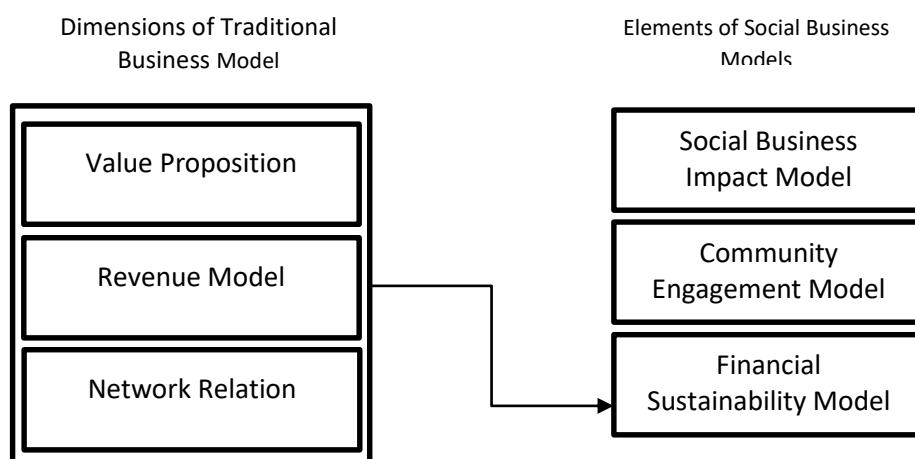 Dimensions of Traditional
Business Model
Elements of Social Business
Models
Value Proposition
Revenue Model
Network Relation
Social Business
Impact Model
Community
Engagement Model
Financial
Sustainability Model